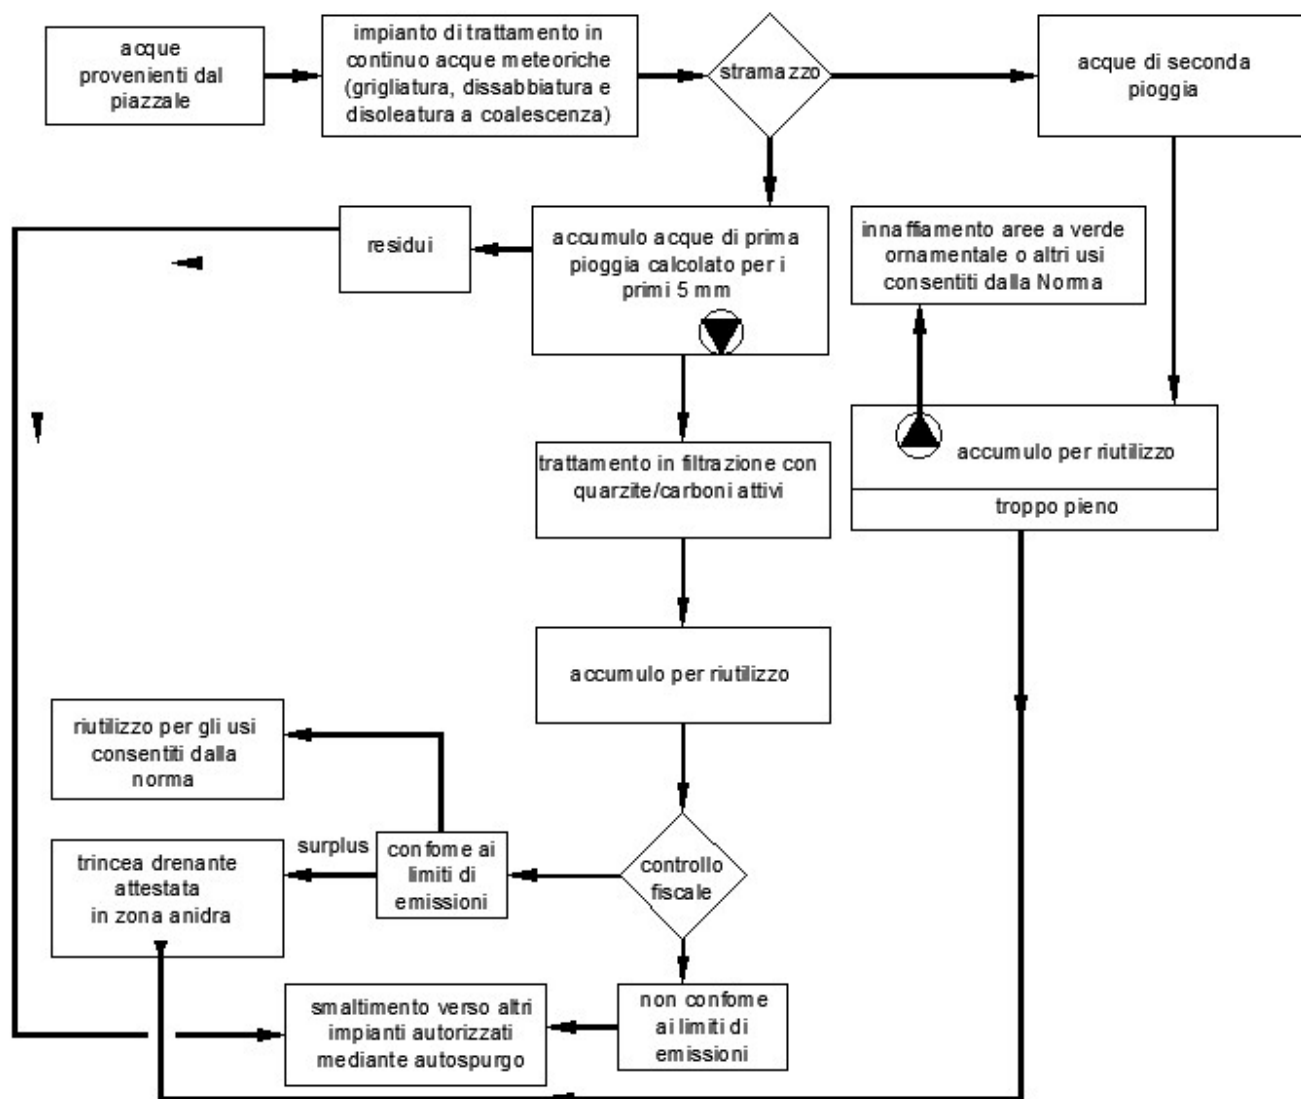 acque
provenienti dal
piazzale
impianto di trattamento in
continuo acque meteoriche
(grigliatura, dissabbiatura e
disoleatura a coalescenza)
stramazzo
acque di seconda
pioggia
residui
accumulo acque di prima
pioggia calcolato per i
primi 5 mm
innaffiamento aree a verde
ornamentale o altri usi
consentiti dalla Norma
trattamento in filtrazione con
quarzite/carboni attivi
accumulo per riutilizzo
troppo pieno
accumulo per riutilizzo
riutilizzo per gli usi
consentiti dalla
norma
trincea drenante
attestata
in zona anidra
surplus
confome ai
limiti di
emissioni
controllo
fiscale
smaltimento verso altri
impianti autorizzati
mediante autospurgo
non confome
ai limiti di
emissioni